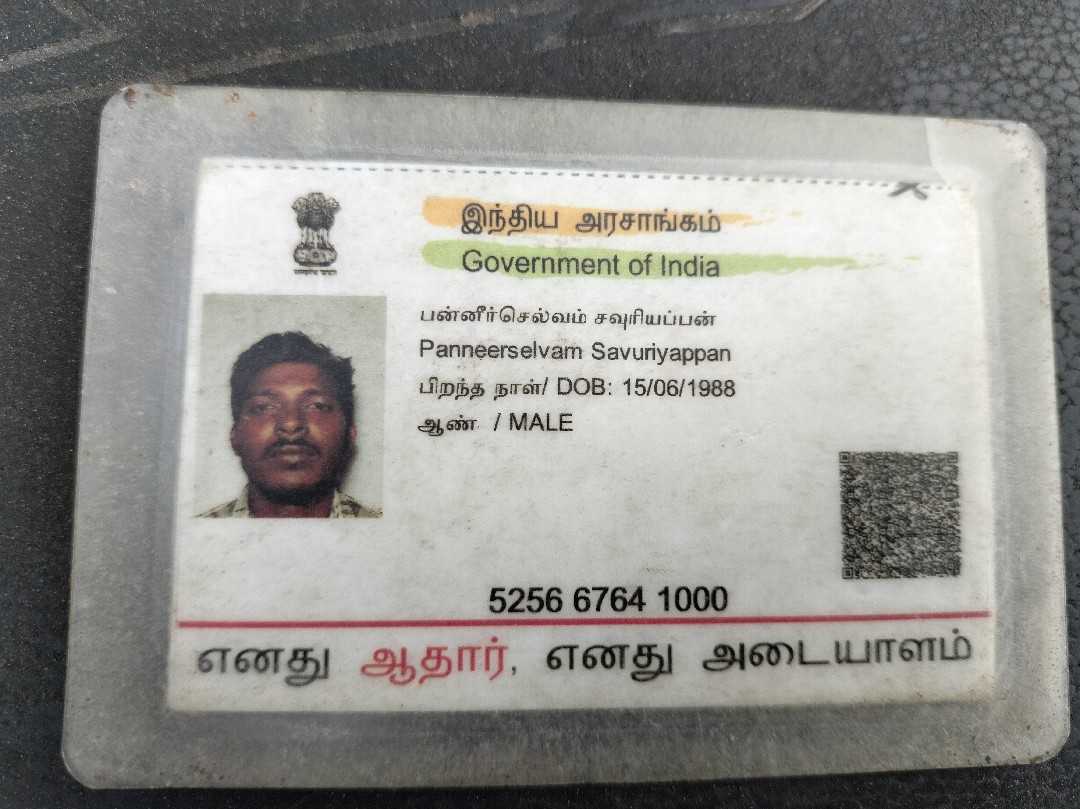 இந்திய அரசாங்கம்
Government of India
பன்னீர்செல்வம் சவுரியப்பன்
Panneerselvam Savuriyappan
பிறந்த நாள்/ DOB: 15/06/1988
ஆண் / MALE
5256 6764 1000
எனது ஆதார், எனது அடையாளம்